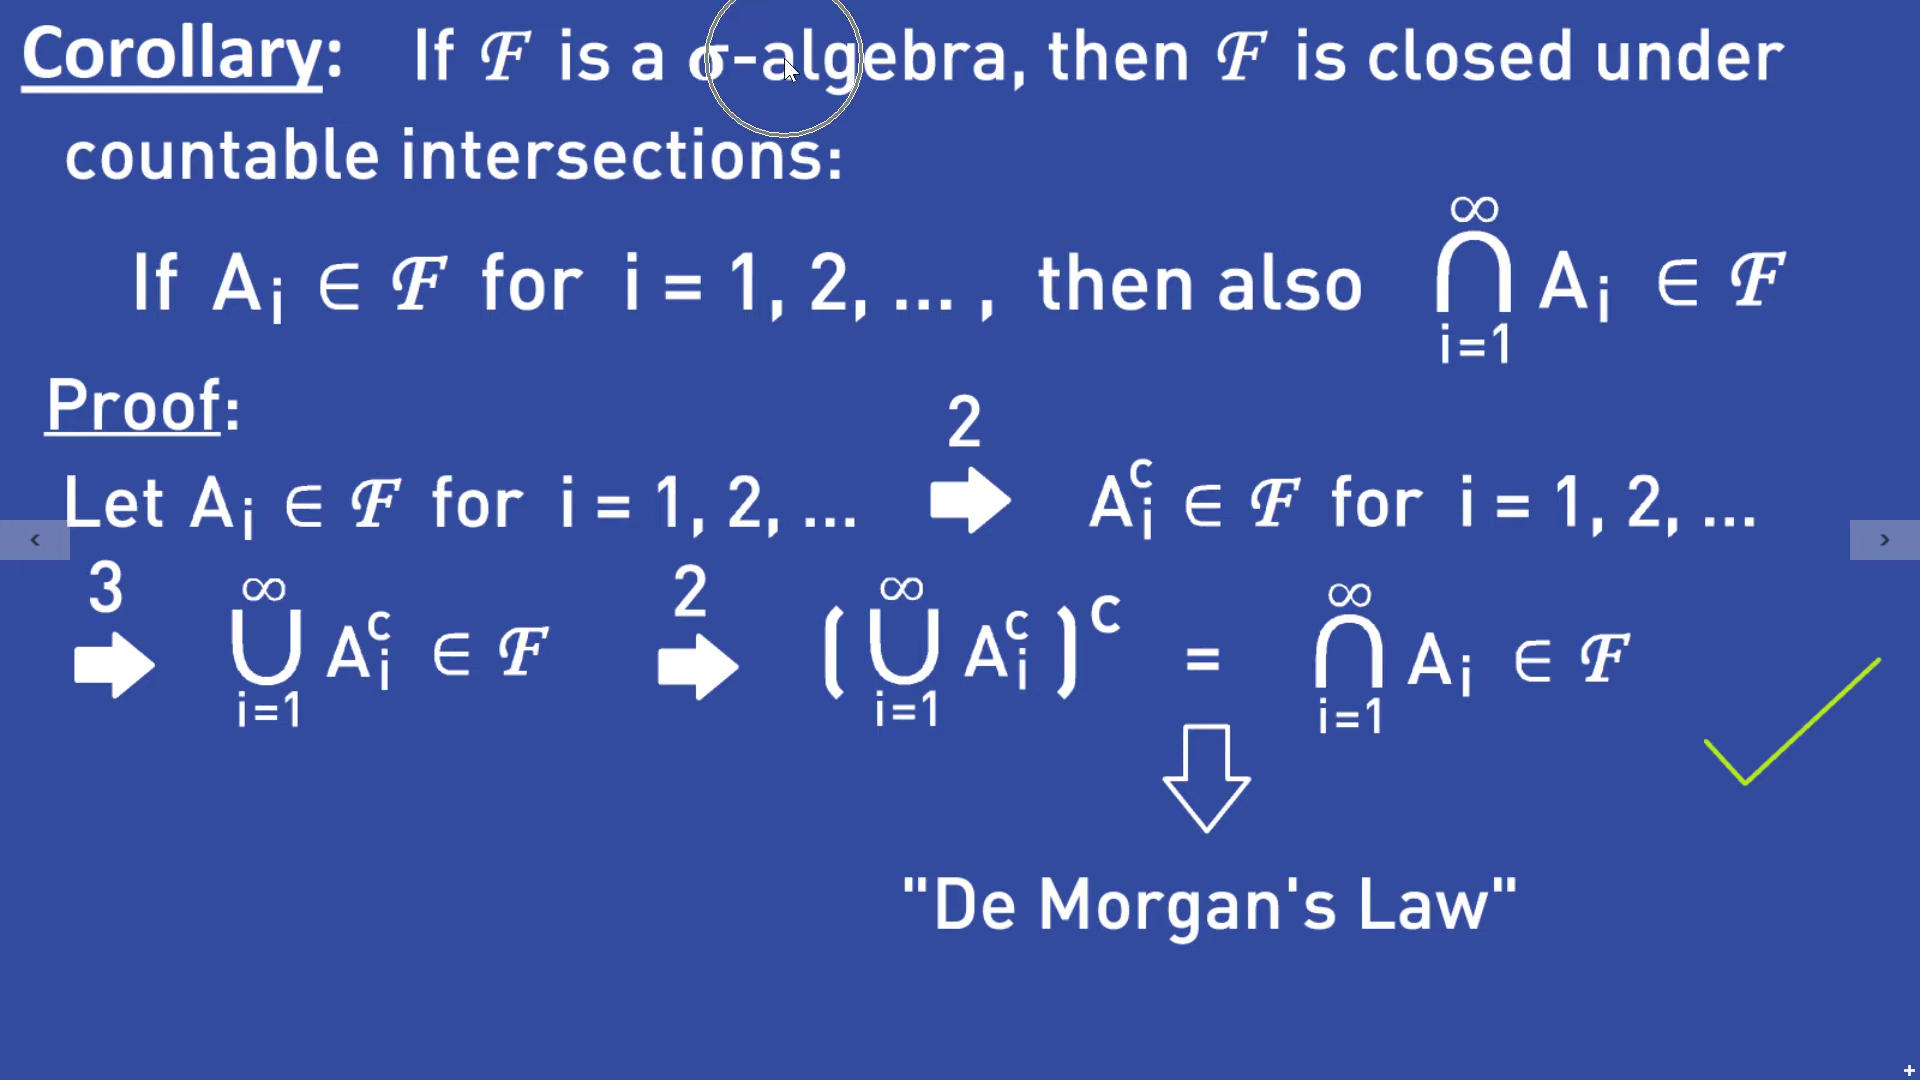 Corollary: If ℱ is a σ-algebra, then ℱ is closed under
countable intersections:
If Aᵢ ∈ ℱ for i = 1, 2, ... , then also ⋂_{i=1}^{∞} Aᵢ ∈ ℱ
Proof:
Let Aᵢ ∈ ℱ for i = 1, 2, ... 2 ➡ Aᵢᶜ ∈ ℱ for i = 1, 2, ...
3 ➡ ⋃_{i=1}^{∞} Aᵢᶜ ∈ ℱ 2 ➡ ( ⋃_{i=1}^{∞} Aᵢᶜ )ᶜ = ⋂_{i=1}^{∞} Aᵢ ∈ ℱ
"De Morgan's Law"